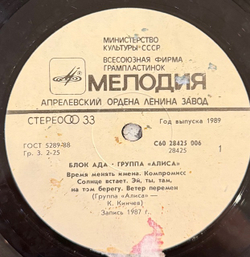 МИНИСТЕРСТВО
КУЛЬТУРЫ СССР
ВСЕСОЮЗНАЯ ФИРМА
ГРАМПЛАСТИНОК
МЕЛОДИЯ
АПРЕЛЕВСКИЙ ОРДЕНА ЛЕНИНА ЗАВОД
СТЕРЕО 33
Год выпуска 1989
ГОСТ 5289-88
Гр. 3. 2-25
С60 28425 006
28425 1
БЛОК АДА - ГРУППА «АЛИСА»
Время менять имена. Компромисс
Солнце встает. Эй, ты, там,
на том берегу. Ветер перемен
(Группа «Алиса» —
К. Кинчев)
Запись 1987 г.